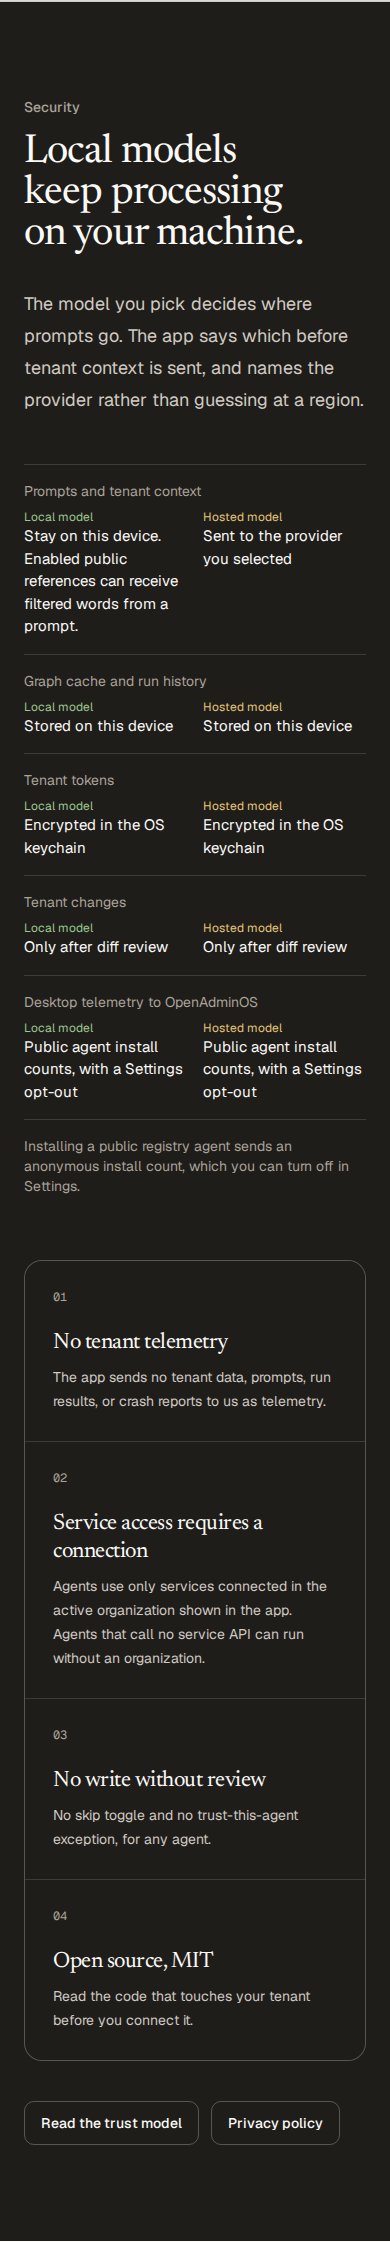 Security
Local models
keep processing
on your machine.
The model you pick decides where
prompts go. The app says which before
tenant context is sent, and names the
provider rather than guessing at a region.
Prompts and tenant context
Local model
Stay on this device.
Enabled public
references can receive
filtered words from a
prompt.
Hosted model
Sent to the provider
you selected
Graph cache and run history
Local model
Stored on this device
Hosted model
Stored on this device
Tenant tokens
Local model
Encrypted in the OS
keychain
Hosted model
Encrypted in the OS
keychain
Tenant changes
Local model
Only after diff review
Hosted model
Only after diff review
Desktop telemetry to OpenAdminOS
Local model
Public agent install
counts, with a Settings
opt-out
Hosted model
Public agent install
counts, with a Settings
opt-out
Installing a public registry agent sends an
anonymous install count, which you can turn off in
Settings.
01
No tenant telemetry
The app sends no tenant data, prompts, run
results, or crash reports to us as telemetry.
02
Service access requires a
connection
Agents use only services connected in the
active organization shown in the app.
Agents that call no service API can run
without an organization.
03
No write without review
No skip toggle and no trust-this-agent
exception, for any agent.
04
Open source, MIT
Read the code that touches your tenant
before you connect it.
Read the trust model
Privacy policy